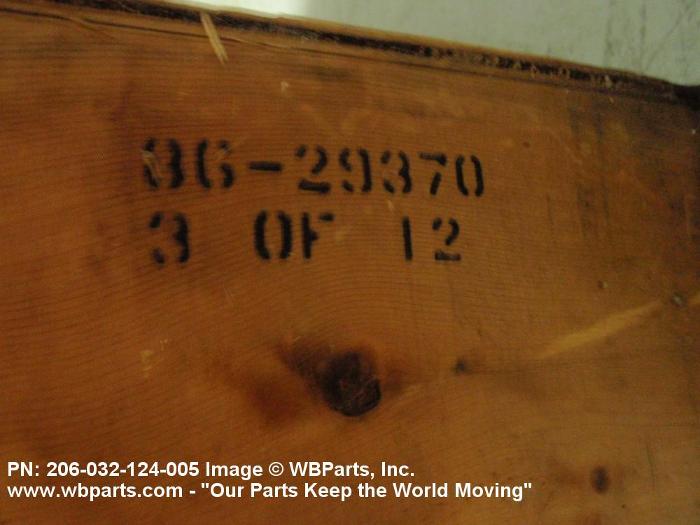 86-29370
3 OF 12
PN: 206-032-124-005 Image © WBParts, Inc.
www.wbparts.com - "Our Parts Keep the World Moving"